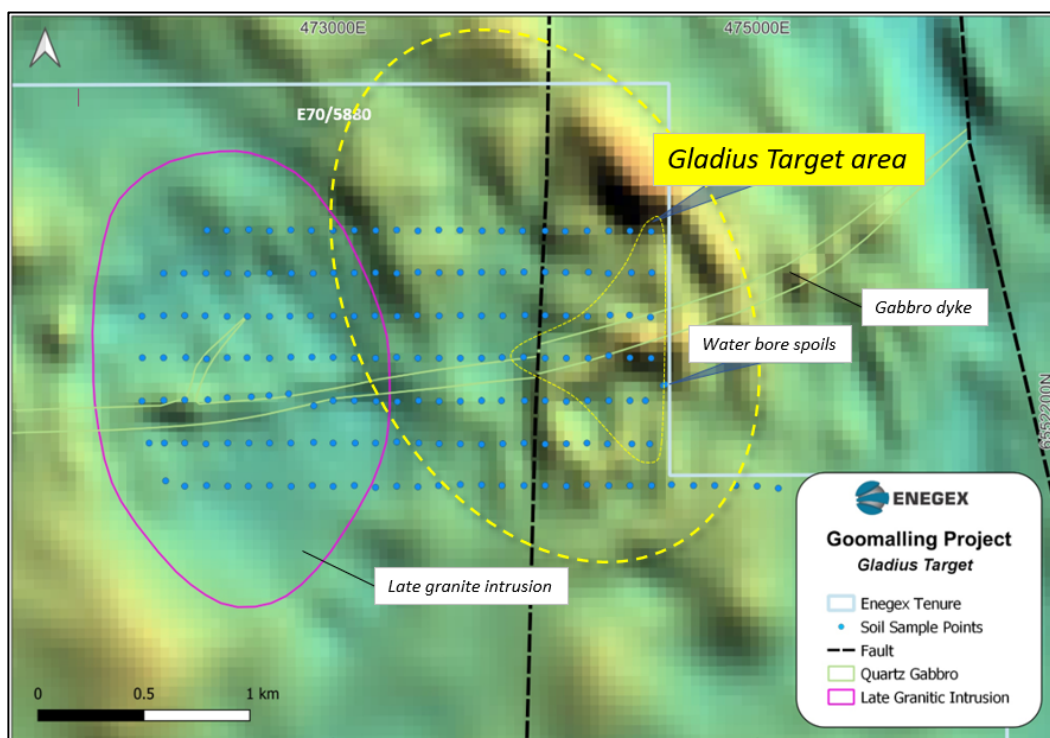 473000E
475000E
E70/5880
Gladius Target area
Gabbro dyke
Water bore spoils
6552200N
Late granite intrusion
ENEGEX
Goomalling Project
Gladius Target
Enegex Tenure
Soil Sample Points
Fault
Quartz Gabbro
Late Granitic Intrusion
0 0.5 1 km